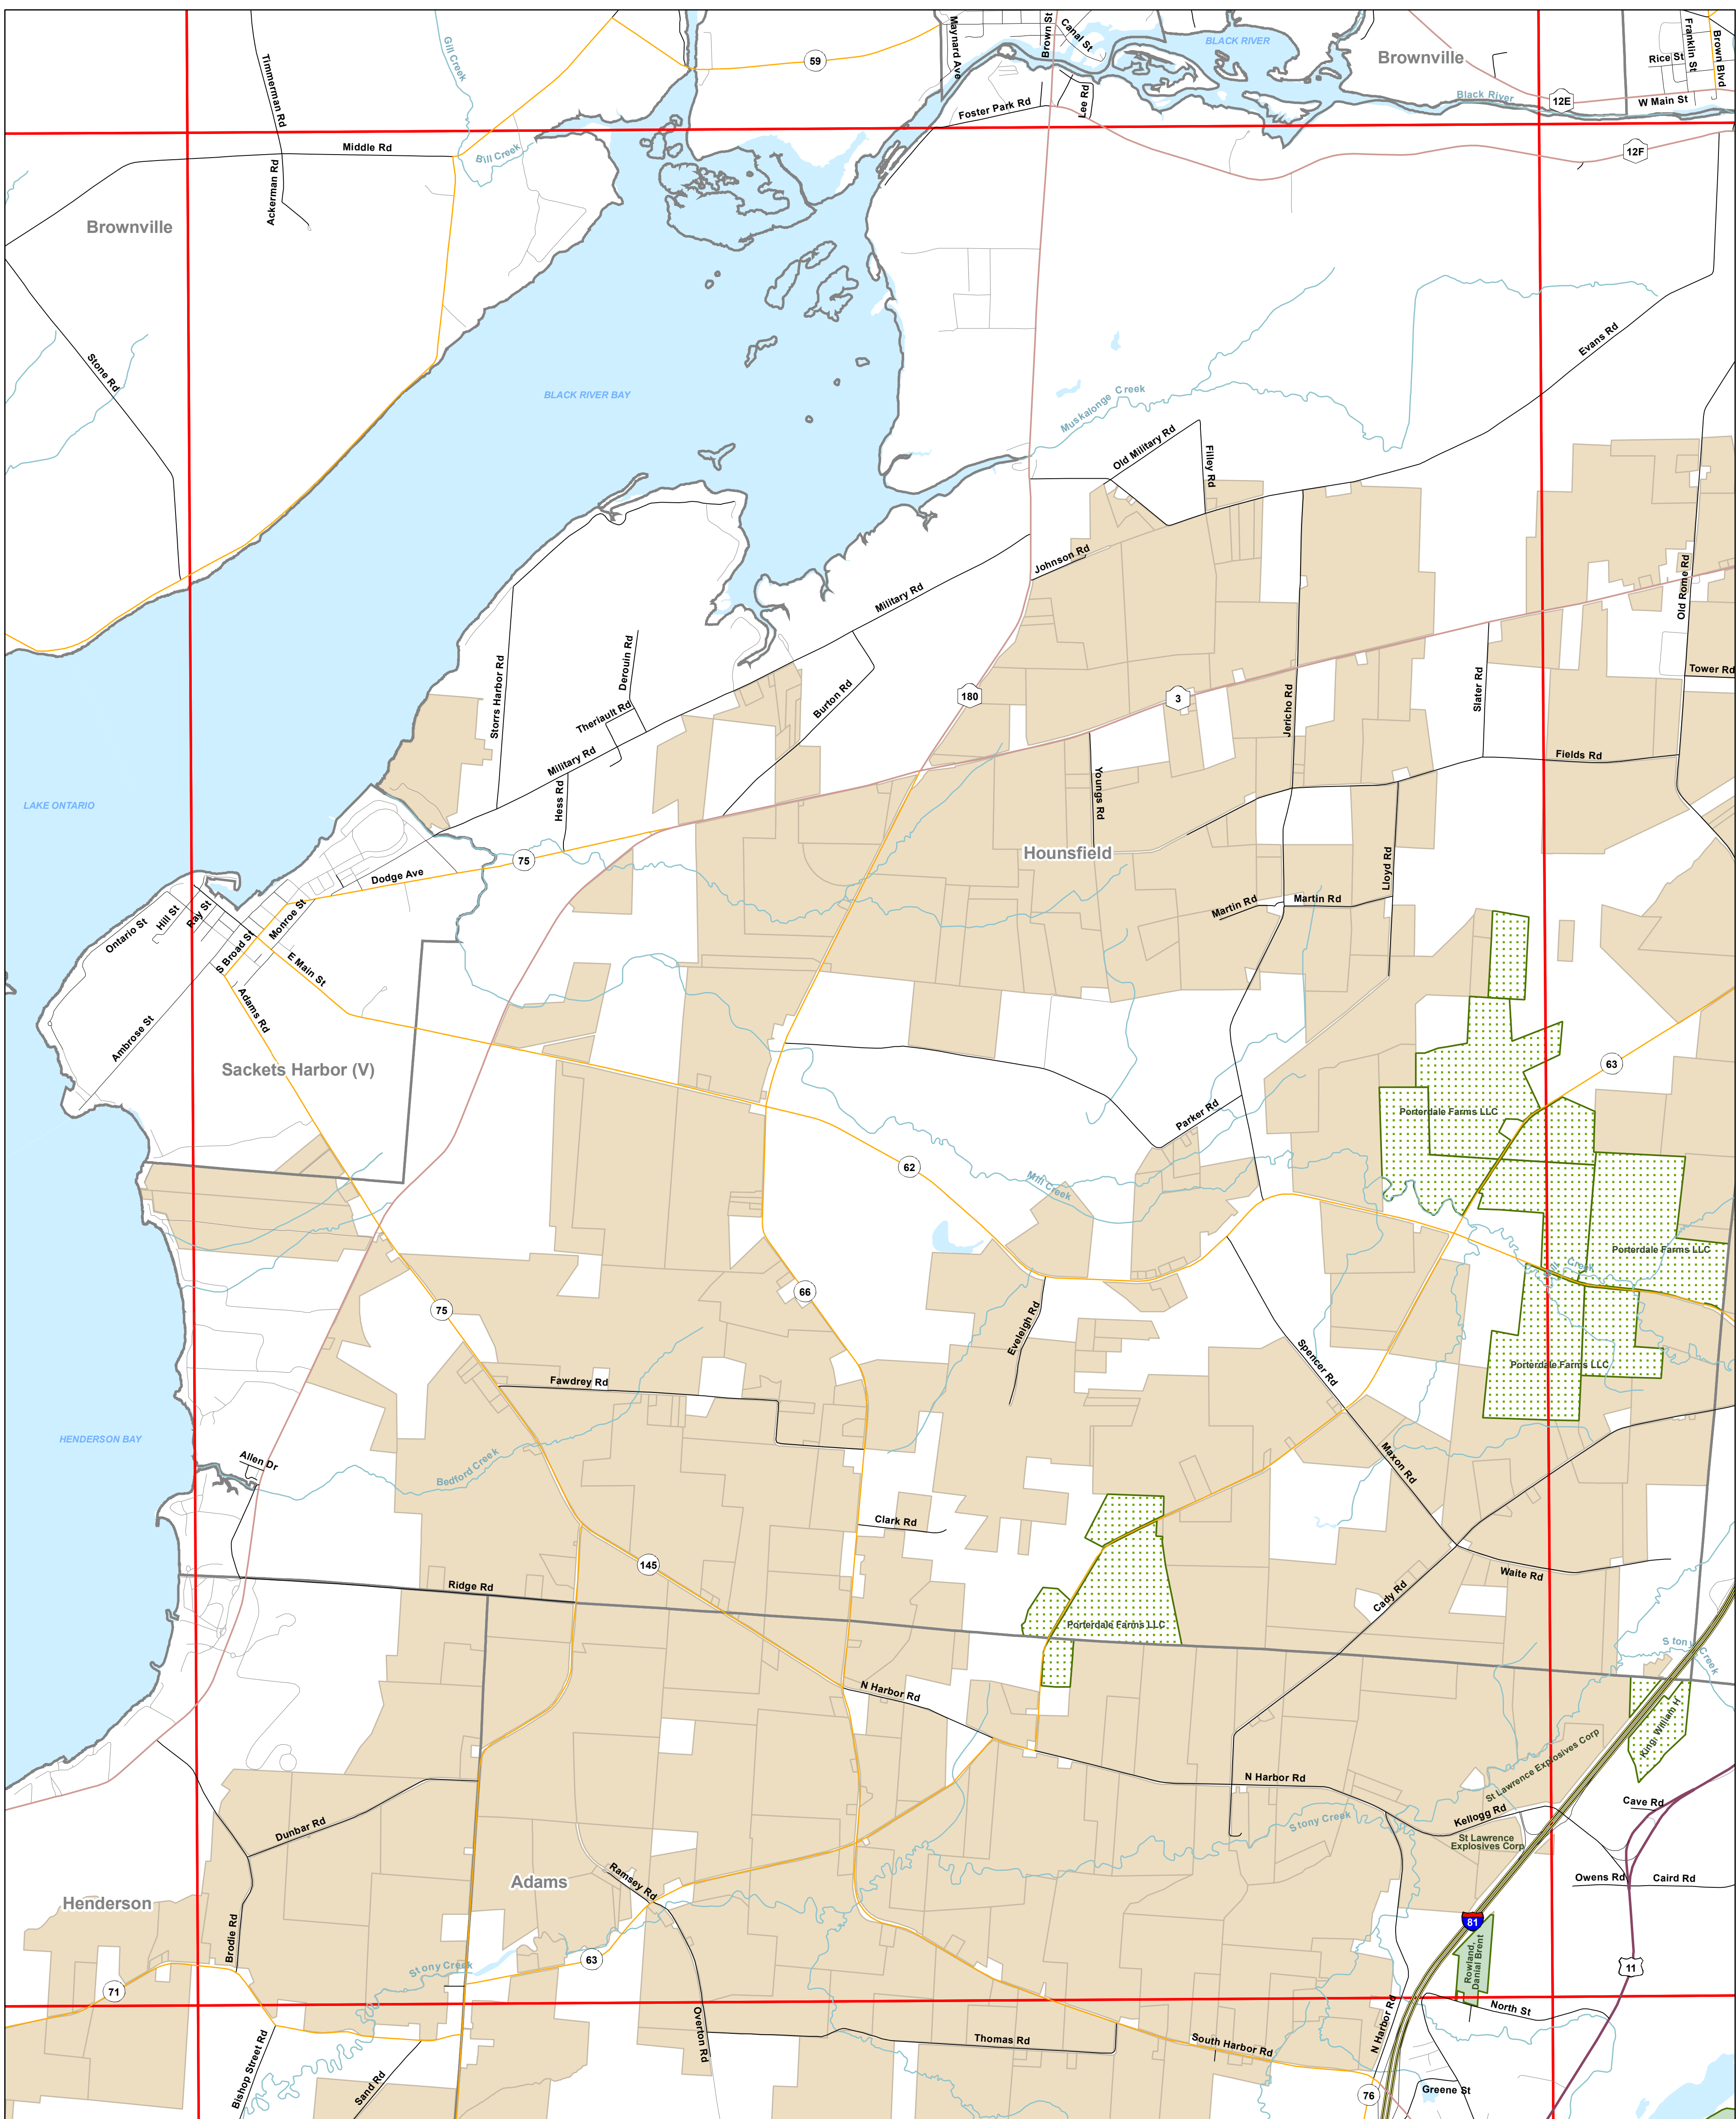 Timmerman Rd
Gill Creek
59
Maynard Ave
Brown St
Canal St
BLACK RIVER
Brownville
Franklin St
Brown Blvd
Rice St
Black River
12E
W Main St
Foster Park Rd
Lee Rd
Middle Rd
Bill Creek
12F
Ackerman Rd
Brownville
Stone Rd
Evans Rd
BLACK RIVER BAY
Muskalonge Creek
Old Military Rd
Filley Rd
Johnson Rd
Old Rome Rd
Military Rd
Storrs Harbor Rd
Derouin Rd
Burton Rd
180
3
Jericho Rd
Slater Rd
Tower Rd
Theriault Rd
Military Rd
Fields Rd
Hess Rd
Youngs Rd
LAKE ONTARIO
75
Hounsfield
Lloyd Rd
Dodge Ave
Martin Rd
Martin Rd
Ontario St
Hill St
Ray St
S Broad St
Monroe St
E Main St
Adams Rd
Ambrose St
Sackets Harbor (V)
63
Porterdale Farms LLC
Parker Rd
62
Mill Creek
Porterdale Farms LLC
Mill Creek
66
75
Eveleigh Rd
Spencer Rd
Porterdale Farms LLC
Fawdrey Rd
HENDERSON BAY
Allen Dr
Bedford Creek
Maxon Rd
Clark Rd
145
Waite Rd
Ridge Rd
Cady Rd
Porterdale Farms LLC
Stony Creek
N Harbor Rd
King, William H
St Lawrence Explosives Corp
N Harbor Rd
Cave Rd
Kellogg Rd
Stony Creek
Dunbar Rd
St Lawrence
Explosives Corp
Ramsey Rd
Adams
Owens Rd
Caird Rd
Henderson
81
Brodie Rd
Rowland,
Danial Brent
63
Stony Creek
11
71
North St
Overton Rd
N Harbor Rd
Bishop Street Rd
Thomas Rd
South Harbor Rd
Sand Rd
76
Greene St